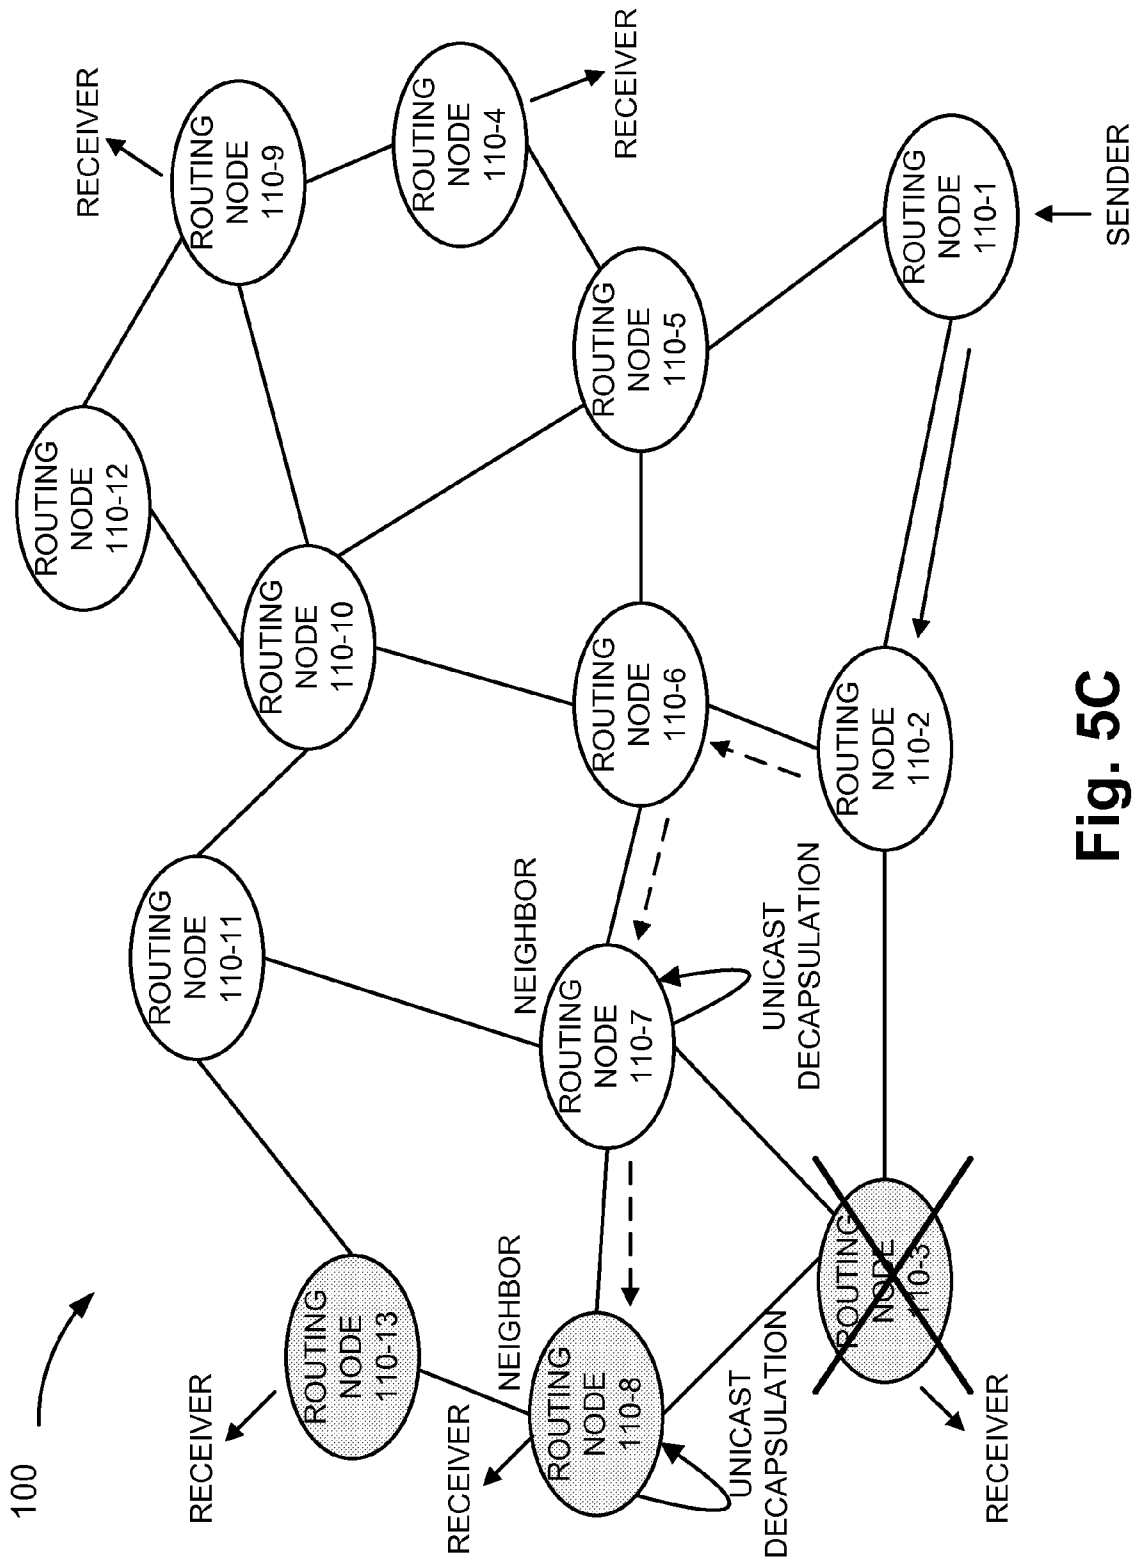 100
RECEIVER
ROUTING
NODE
110-13
RECEIVER
NEIGHBOR
ROUTING
NODE
110-8
UNICAST
DECAPSULATION
RECEIVER
ROUTING
NODE
110-3
ROUTING
NODE
110-11
NEIGHBOR
ROUTING
NODE
110-7
UNICAST
DECAPSULATION
ROUTING
NODE
110-12
ROUTING
NODE
110-10
ROUTING
NODE
110-6
ROUTING
NODE
110-2
RECEIVER
ROUTING
NODE
110-9
ROUTING
NODE
110-4
RECEIVER
ROUTING
NODE
110-5
ROUTING
NODE
110-1
SENDER
Fig. 5C